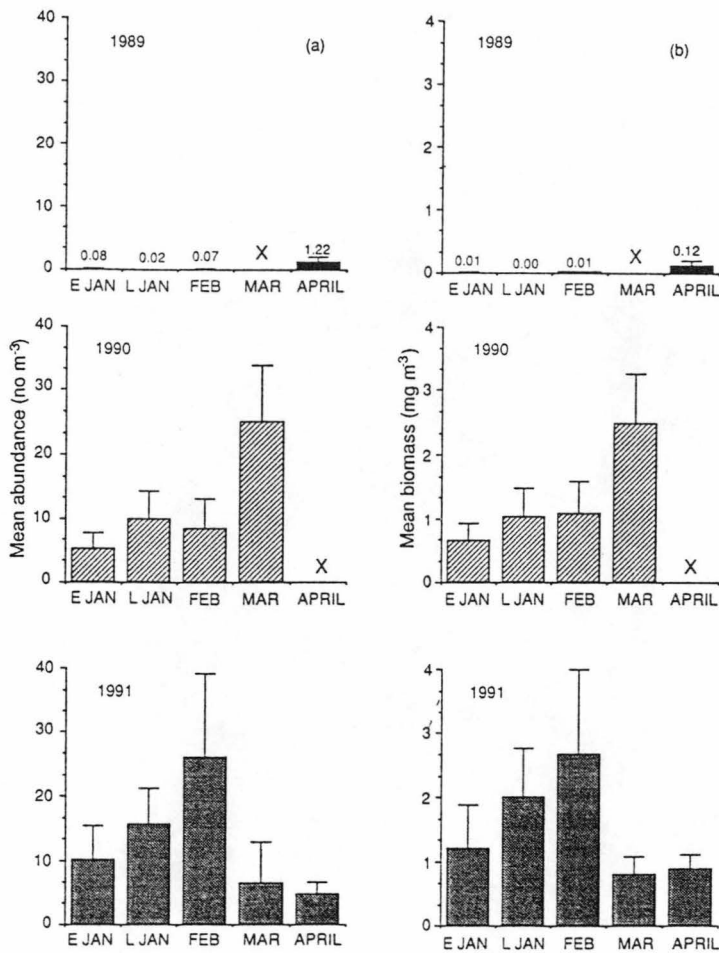 1989
(a)
40
30
20
10
0
0.08
0.02
0.07
X
1.22
E JAN
L JAN
FEB
MAR
APRIL
1989
(b)
4
3
2
1
0
0.01
0.00
0.01
X
0.12
E JAN
L JAN
FEB
MAR
APRIL
Mean abundance (no m⁻³)
1990
40
30
20
10
0
X
E JAN
L JAN
FEB
MAR
APRIL
Mean biomass (mg m⁻³)
1990
4
3
2
1
0
X
E JAN
L JAN
FEB
MAR
APRIL
1991
40
30
20
10
0
E JAN
L JAN
FEB
MAR
APRIL
1991
4
3
2
1
0
E JAN
L JAN
FEB
MAR
APRIL